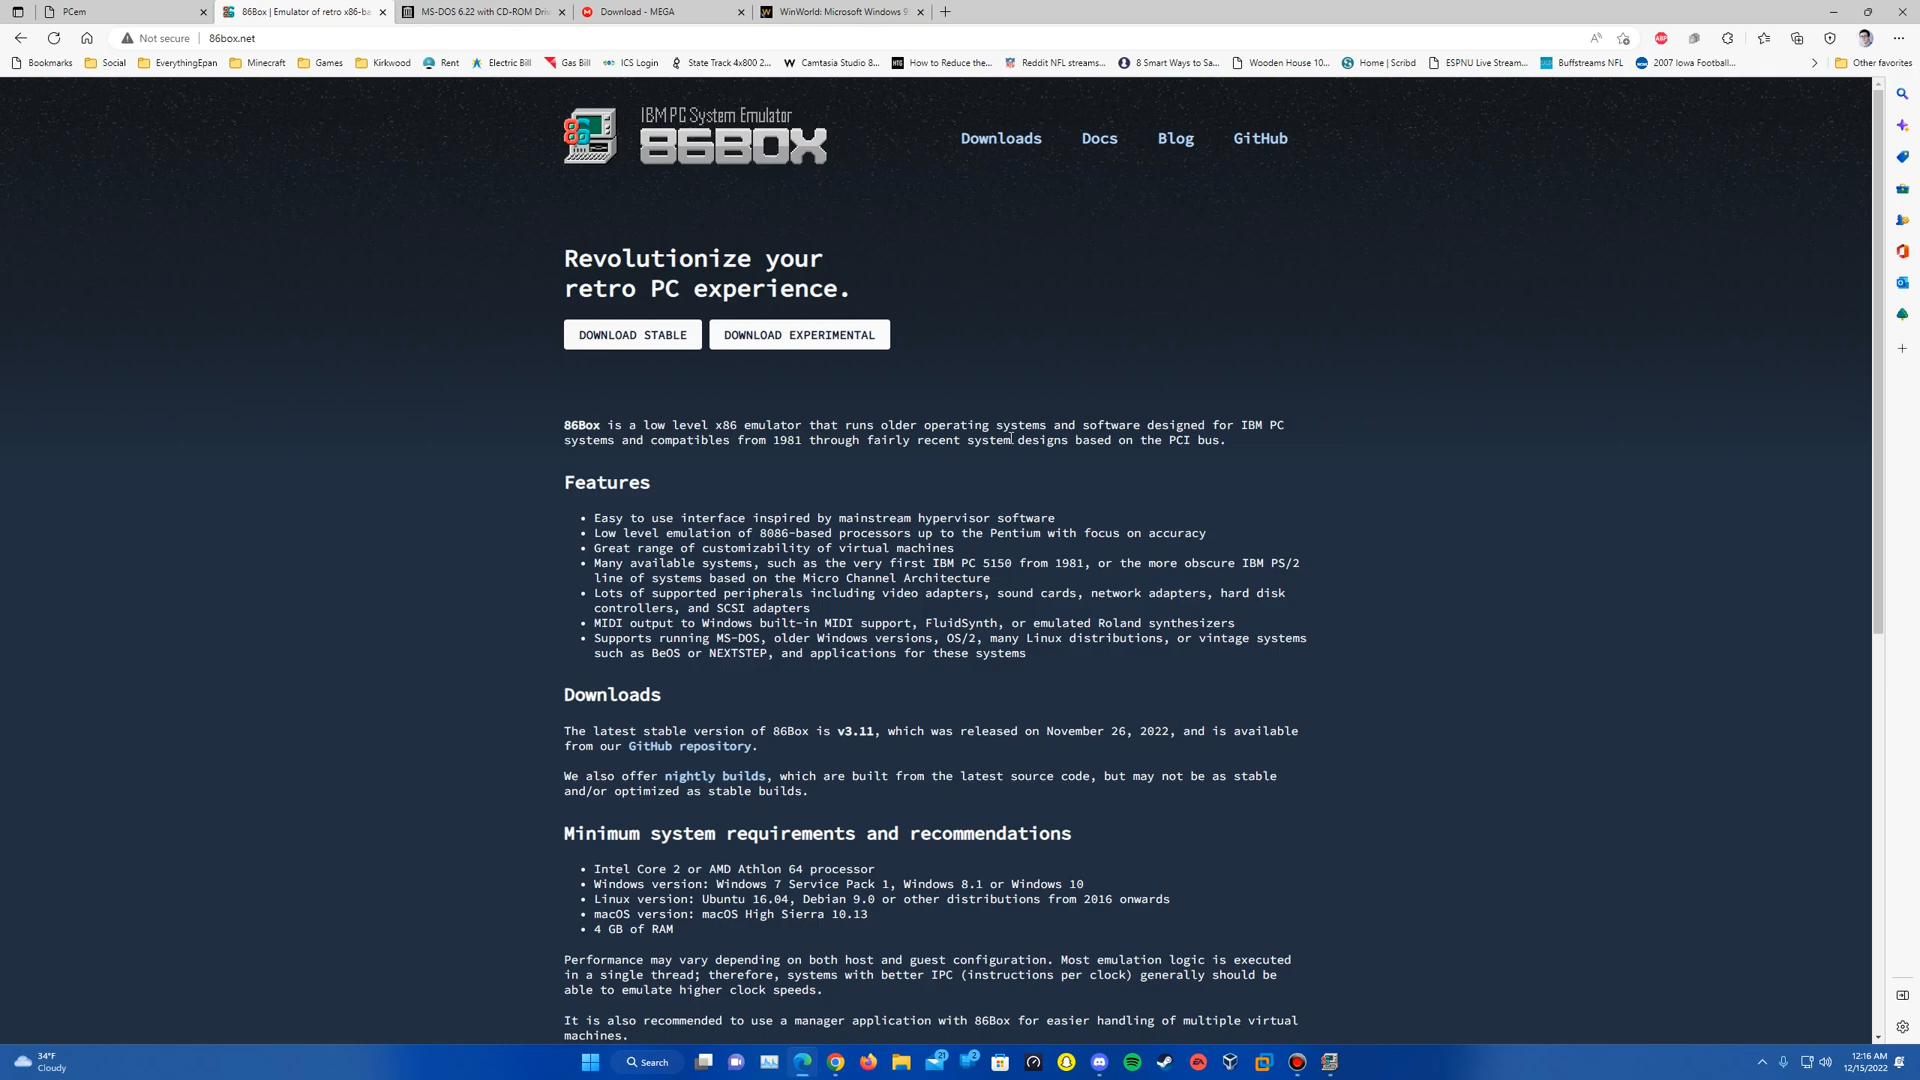 PCem
86Box | Emulator of retro x86-ba
MS-DOS 6.22 with CD-ROM Driv
Download - MEGA
WinWorld: Microsoft Windows 9
Not secure
86box.net
Bookmarks
Social
EverythingEpan
Minecraft
Games
Kirkwood
Rent
Electric Bill
Gas Bill
ICS Login
State Track 4x800 2...
Camtasia Studio 8...
How to Reduce the...
Reddit NFL streams...
8 Smart Ways to Sa...
Wooden House 10...
Home | Scribd
ESPNU Live Stream...
Buffstreams NFL
2007 Iowa Football...
Other favorites
IBM PC System Emulator
86BOX
Downloads
Docs
Blog
GitHub
Revolutionize your
retro PC experience.
DOWNLOAD STABLE
DOWNLOAD EXPERIMENTAL
86Box is a low level x86 emulator that runs older operating systems and software designed for IBM PC
systems and compatibles from 1981 through fairly recent system designs based on the PCI bus.
Features
• Easy to use interface inspired by mainstream hypervisor software
• Low level emulation of 8086-based processors up to the Pentium with focus on accuracy
• Great range of customizability of virtual machines
• Many available systems, such as the very first IBM PC 5150 from 1981, or the more obscure IBM PS/2
line of systems based on the Micro Channel Architecture
• Lots of supported peripherals including video adapters, sound cards, network adapters, hard disk
controllers, and SCSI adapters
• MIDI output to Windows built-in MIDI support, FluidSynth, or emulated Roland synthesizers
• Supports running MS-DOS, older Windows versions, OS/2, many Linux distributions, or vintage systems
such as BeOS or NEXTSTEP, and applications for these systems
Downloads
The latest stable version of 86Box is v3.11, which was released on November 26, 2022, and is available
from our GitHub repository.
We also offer nightly builds, which are built from the latest source code, but may not be as stable
and/or optimized as stable builds.
Minimum system requirements and recommendations
• Intel Core 2 or AMD Athlon 64 processor
• Windows version: Windows 7 Service Pack 1, Windows 8.1 or Windows 10
• Linux version: Ubuntu 16.04, Debian 9.0 or other distributions from 2016 onwards
• macOS version: macOS High Sierra 10.13
• 4 GB of RAM
Performance may vary depending on both host and guest configuration. Most emulation logic is executed
in a single thread; therefore, systems with better IPC (instructions per clock) generally should be
able to emulate higher clock speeds.
It is also recommended to use a manager application with 86Box for easier handling of multiple virtual
machines.
34°F
Cloudy
Search
21
2
12:16 AM
12/15/2022